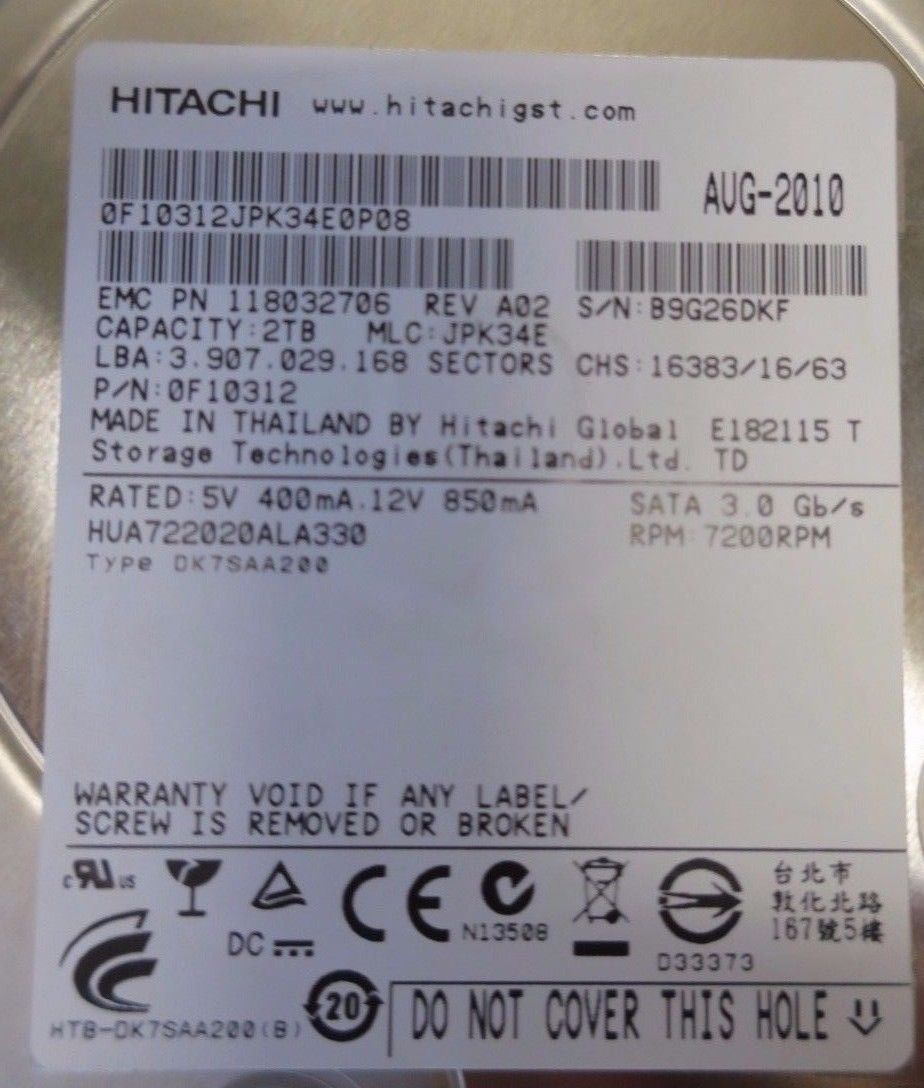 HITACHI www.hitachigst.com
0F10312JPK34E0P08
AUG-2010
EMC PN 118032706 REV A02 S/N:B9G26DKF
CAPACITY:2TB MLC:JPK34E
LBA:3.907.029.168 SECTORS CHS:16383/16/63
P/N:0F10312
MADE IN THAILAND BY Hitachi Global E182115 T
Storage Technologies(Thailand).Ltd. TD
RATED:5V 400mA.12V 850mA SATA 3.0 Gb/s
HUA722020ALA330 RPM:7200RPM
Type DK7SAA200
WARRANTY VOID IF ANY LABEL/
SCREW IS REMOVED OR BROKEN
c RU us
DC
CE
N13508
D33373
台北市
敦化北路
167號5樓
HTB-DK7SAA200(B)
20
DO NOT COVER THIS HOLE